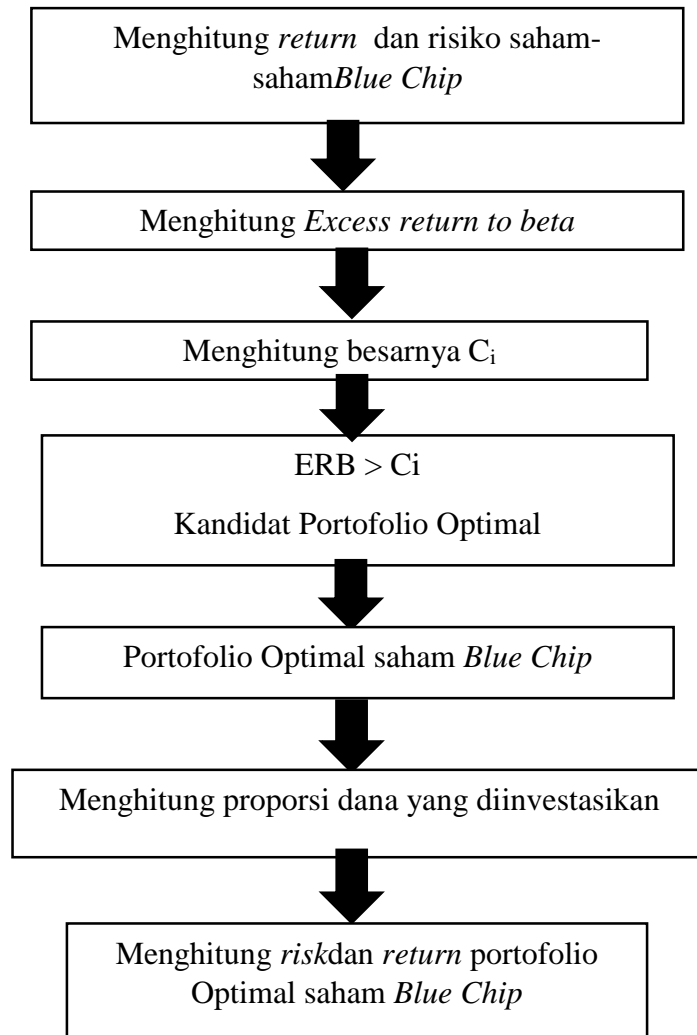 Menghitung return dan risiko saham-
sahamBlue Chip
Menghitung Excess return to beta
Menghitung besarnya Ci
ERB > Ci
Kandidat Portofolio Optimal
Portofolio Optimal saham Blue Chip
Menghitung proporsi dana yang diinvestasikan
Menghitung riskdan return portofolio
Optimal saham Blue Chip